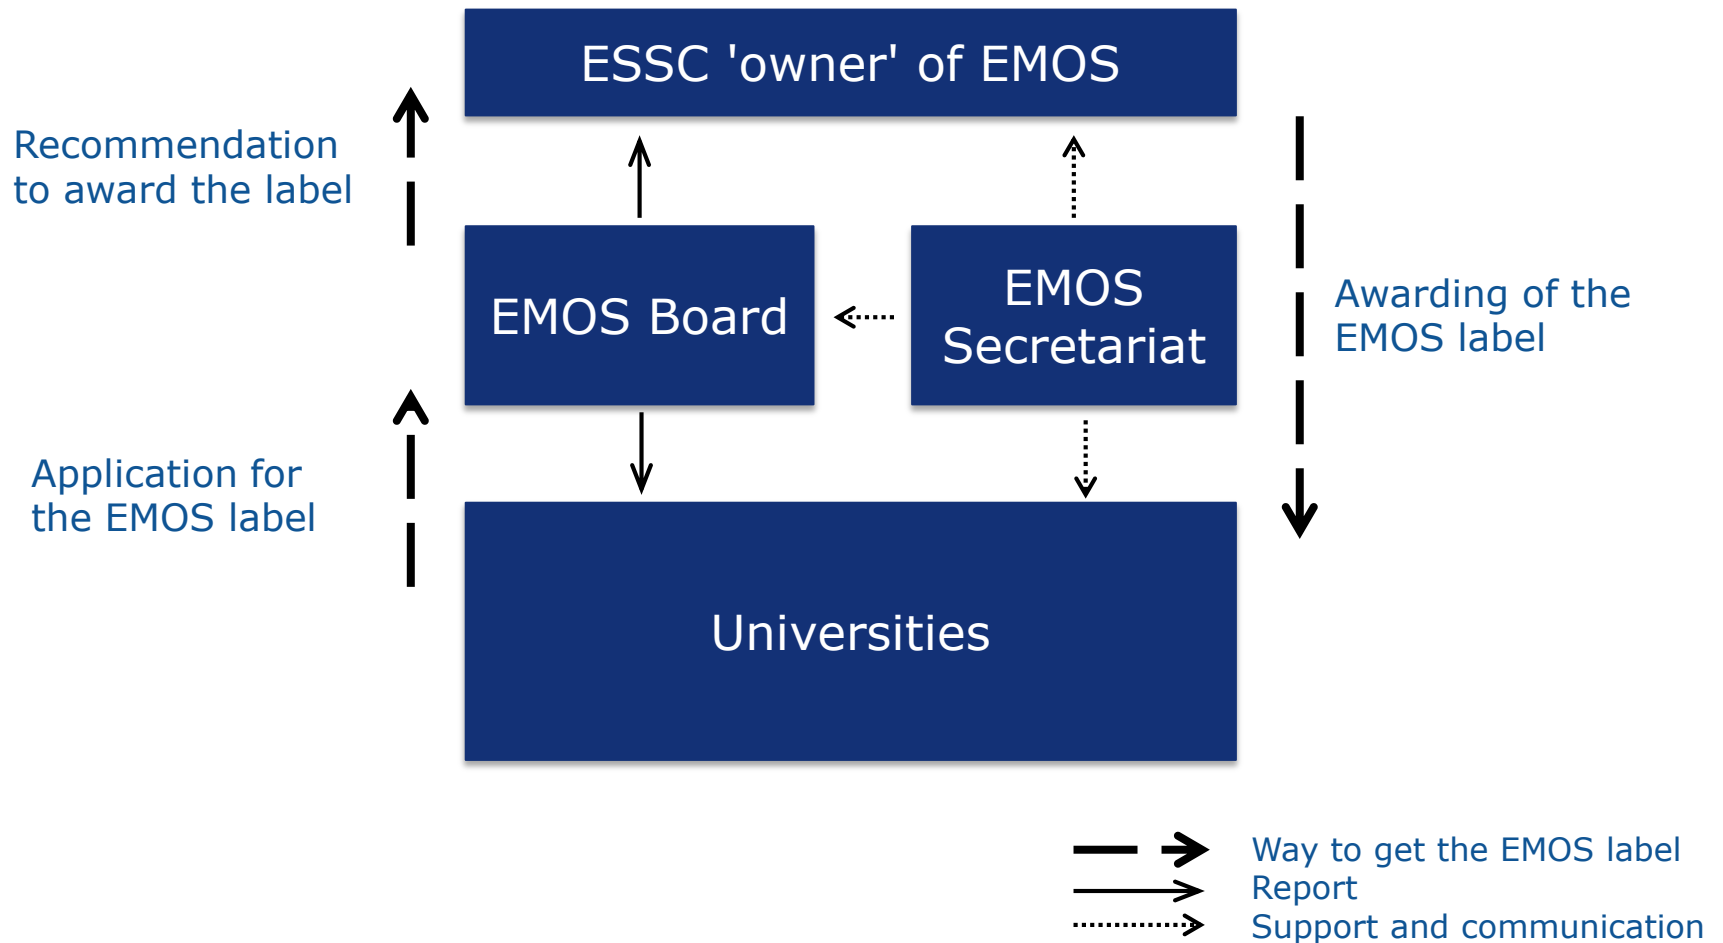 ESSC 'owner' of EMOS
Recommendation
to award the label
EMOS Board
EMOS
Secretariat
Awarding of the
EMOS label
Application for
the EMOS label
Universities
Way to get the EMOS label
Report
Support and communication